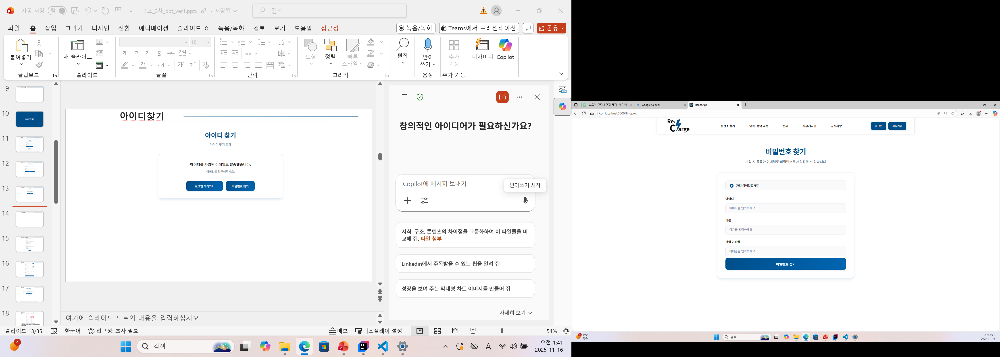 자동 저장 켬 1조_2차_ppt_ver1.pptx • 저장됨 검색
파일 홈 삽입 그리기 디자인 전환 애니메이션 슬라이드 쇼 녹음/녹화 검토 보기 도움말 접근성 녹음/녹화 Teams에서 프레젠테이션 공유
18
가 가 가 S 가나 가나
붙여넣기 새 슬라이드 도형 정렬 빠른 스타일 편집 받아쓰기 추가 기능 디자이너 Copilot
가 가가 가 가
클립보드 슬라이드 글꼴 단락 그리기 음성 추가 기능
9
10
11
12
13
14
15
16
17
18
아이디찾기
아이디 찾기
아이디 찾기 결과
아이디를 가입된 이메일로 발송했습니다.
이메일을 확인해주세요.
로그인 하러가기 비밀번호 찾기
여기에 슬라이드 노트의 내용을 입력하십시오
창의적인 아이디어가 필요하신가요?
Copilot에 메시지 보내기
받아쓰기 시작
서식, 구조, 콘텐츠의 차이점을 그룹화하여 이 파일들을 비
교해 줘. 파일 첨부
Linkedin에서 주목받을 수 있는 팁을 알려 줘
성장을 보여 주는 막대형 차트 이미지를 만들어 줘
자세히 보기
슬라이드 13/35 한국어 접근성: 조사 필요 메모 디스플레이 설정 54%
4 검색 A 오전 1:41
2025-11-16
노트북 인터넷연결 끊김 : 네이버 Google Gemini React App
localhost:3000/findpwd
Re: Charge 충전소 찾기 영화·음악 추천 운세 자유게시판 공지사항 로그인 회원가입
비밀번호 찾기
가입 시 등록한 이메일로 비밀번호를 재설정할 수 있습니다
가입 이메일로 찾기
아이디
아이디를 입력하세요
이름
이름을 입력하세요
가입 이메일
이메일을 입력하세요
비밀번호 찾기
4 16°C
맑음
검색
오전 1:41
2025-11-16